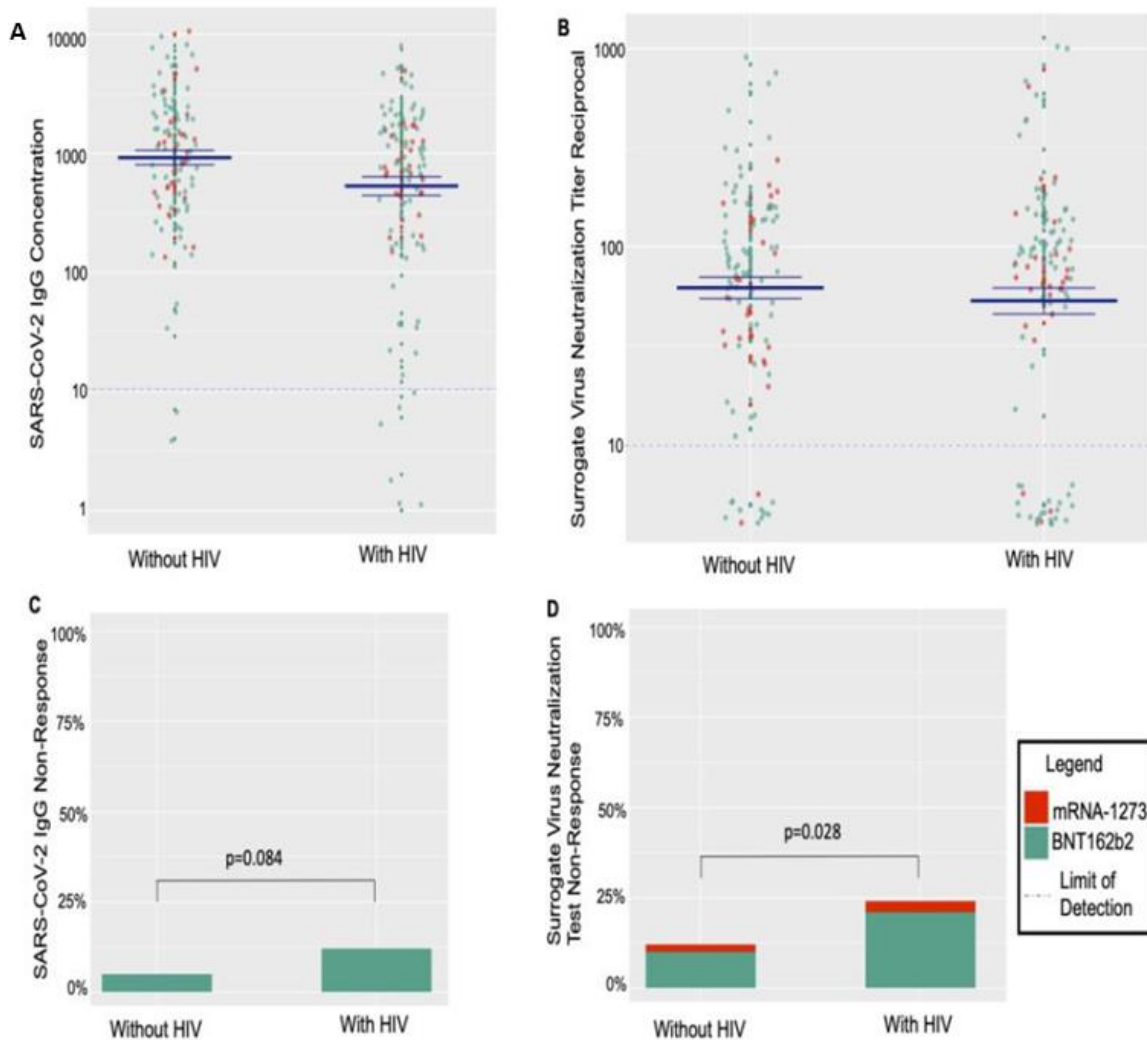 A
SARS-CoV-2 IgG Concentration
10000
1000
100
10
1
Without HIV
With HIV
B
Surrogate Virus Neutralization Titer Reciprocal
1000
100
10
Without HIV
With HIV
C
SARS-CoV-2 IgG Non-Response
100%
75%
50%
25%
0%
p=0.084
Without HIV
With HIV
D
Surrogate Virus Neutralization
Test Non-Response
100%
75%
50%
25%
0%
p=0.028
Without HIV
With HIV
Legend
mRNA-1273
BNT162b2
Limit of
Detection